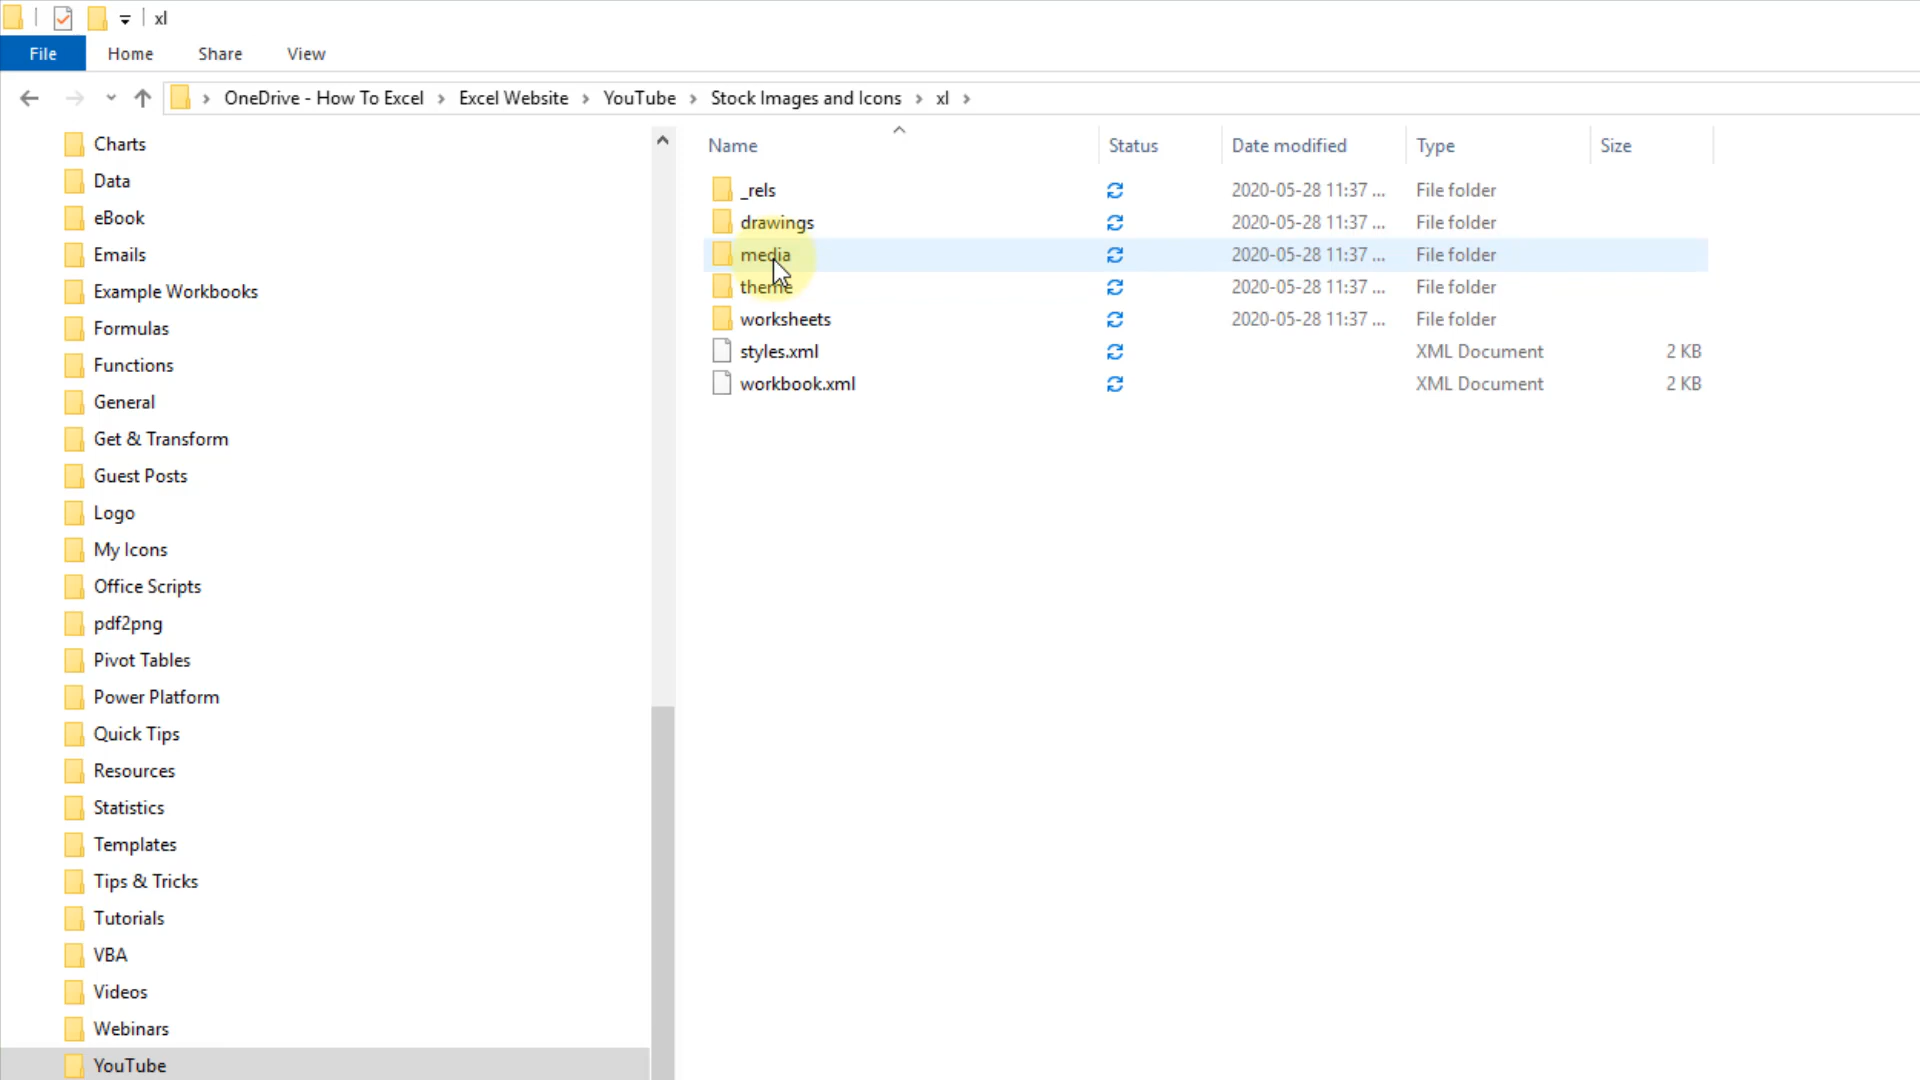 xl
File Home Share View
OneDrive - How To Excel Excel Website YouTube Stock Images and Icons xl
Charts
Data
eBook
Emails
Example Workbooks
Formulas
Functions
General
Get & Transform
Guest Posts
Logo
My Icons
Office Scripts
pdf2png
Pivot Tables
Power Platform
Quick Tips
Resources
Statistics
Templates
Tips & Tricks
Tutorials
VBA
Videos
Webinars
YouTube
Name Status Date modified Type Size
_rels 2020-05-28 11:37 ... File folder
drawings 2020-05-28 11:37 ... File folder
media 2020-05-28 11:37 ... File folder
theme 2020-05-28 11:37 ... File folder
worksheets 2020-05-28 11:37 ... File folder
styles.xml XML Document 2 KB
workbook.xml XML Document 2 KB